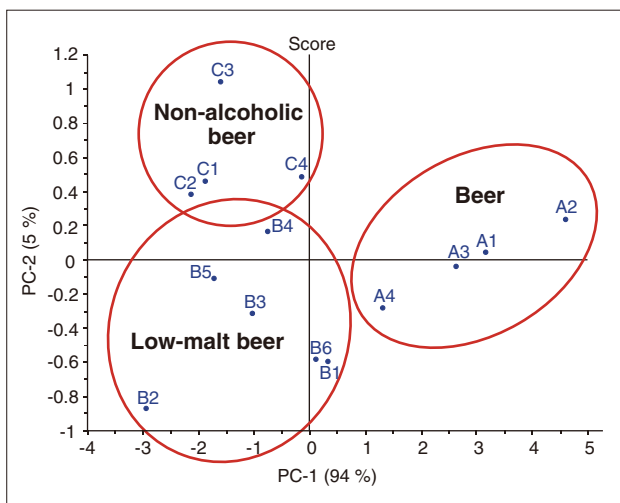 Score
1.2
1
0.8
0.6
0.4
0.2
0
-0.2
-0.4
-0.6
-0.8
-1
PC-2 (5 %)
C3
Non-alcoholic
beer
C1
C2
C4
Beer
A2
A1
A3
A4
B4
B5
B3
Low-malt beer
B6
B1
B2
-4 -3 -2 -1 0 1 2 3 4 5
PC-1 (94 %)